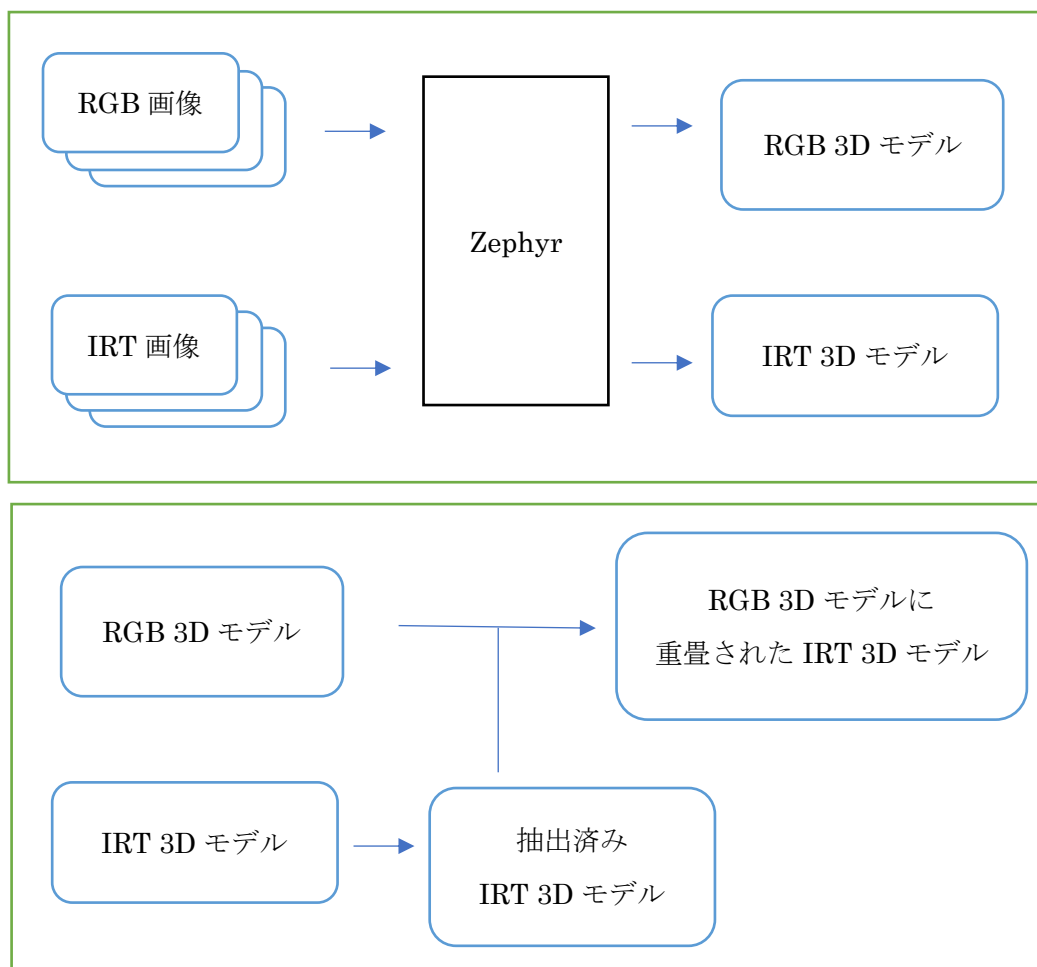 RGB 画像
RGB 3D モデル
Zephyr
IRT 画像
IRT 3D モデル
RGB 3D モデル
RGB 3D モデルに
重畳された IRT 3D モデル
IRT 3D モデル
抽出済み
IRT 3D モデル